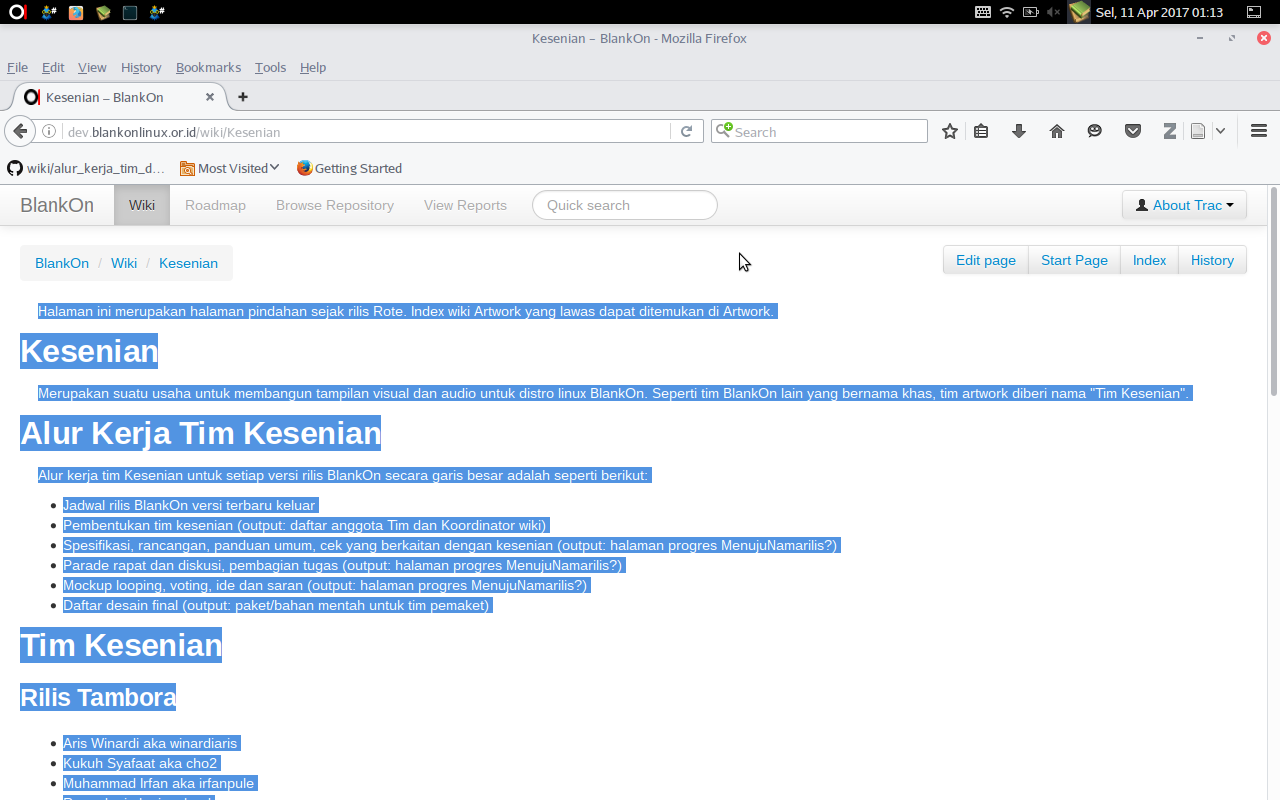 Sel, 11 Apr 2017 01:13
Kesenian – BlankOn - Mozilla Firefox
File Edit View History Bookmarks Tools Help
Kesenian – BlankOn
dev.blankonlinux.or.id/wiki/Kesenian
Search
wiki/alur_kerja_tim_d… Most Visited Getting Started
BlankOn Wiki Roadmap Browse Repository View Reports Quick search About Trac
BlankOn / Wiki / Kesenian
Edit page Start Page Index History
Halaman ini merupakan halaman pindahan sejak rilis Rote. Index wiki Artwork yang lawas dapat ditemukan di Artwork.
Kesenian
Merupakan suatu usaha untuk membangun tampilan visual dan audio untuk distro linux BlankOn. Seperti tim BlankOn lain yang bernama khas, tim artwork diberi nama "Tim Kesenian".
Alur Kerja Tim Kesenian
Alur kerja tim Kesenian untuk setiap versi rilis BlankOn secara garis besar adalah seperti berikut:
Jadwal rilis BlankOn versi terbaru keluar
Pembentukan tim kesenian (output: daftar anggota Tim dan Koordinator wiki)
Spesifikasi, rancangan, panduan umum, cek yang berkaitan dengan kesenian (output: halaman progres MenujuNamarilis?)
Parade rapat dan diskusi, pembagian tugas (output: halaman progres MenujuNamarilis?)
Mockup looping, voting, ide dan saran (output: halaman progres MenujuNamarilis?)
Daftar desain final (output: paket/bahan mentah untuk tim pemaket)
Tim Kesenian
Rilis Tambora
Aris Winardi aka winardiaris
Kukuh Syafaat aka cho2
Muhammad Irfan aka irfanpule